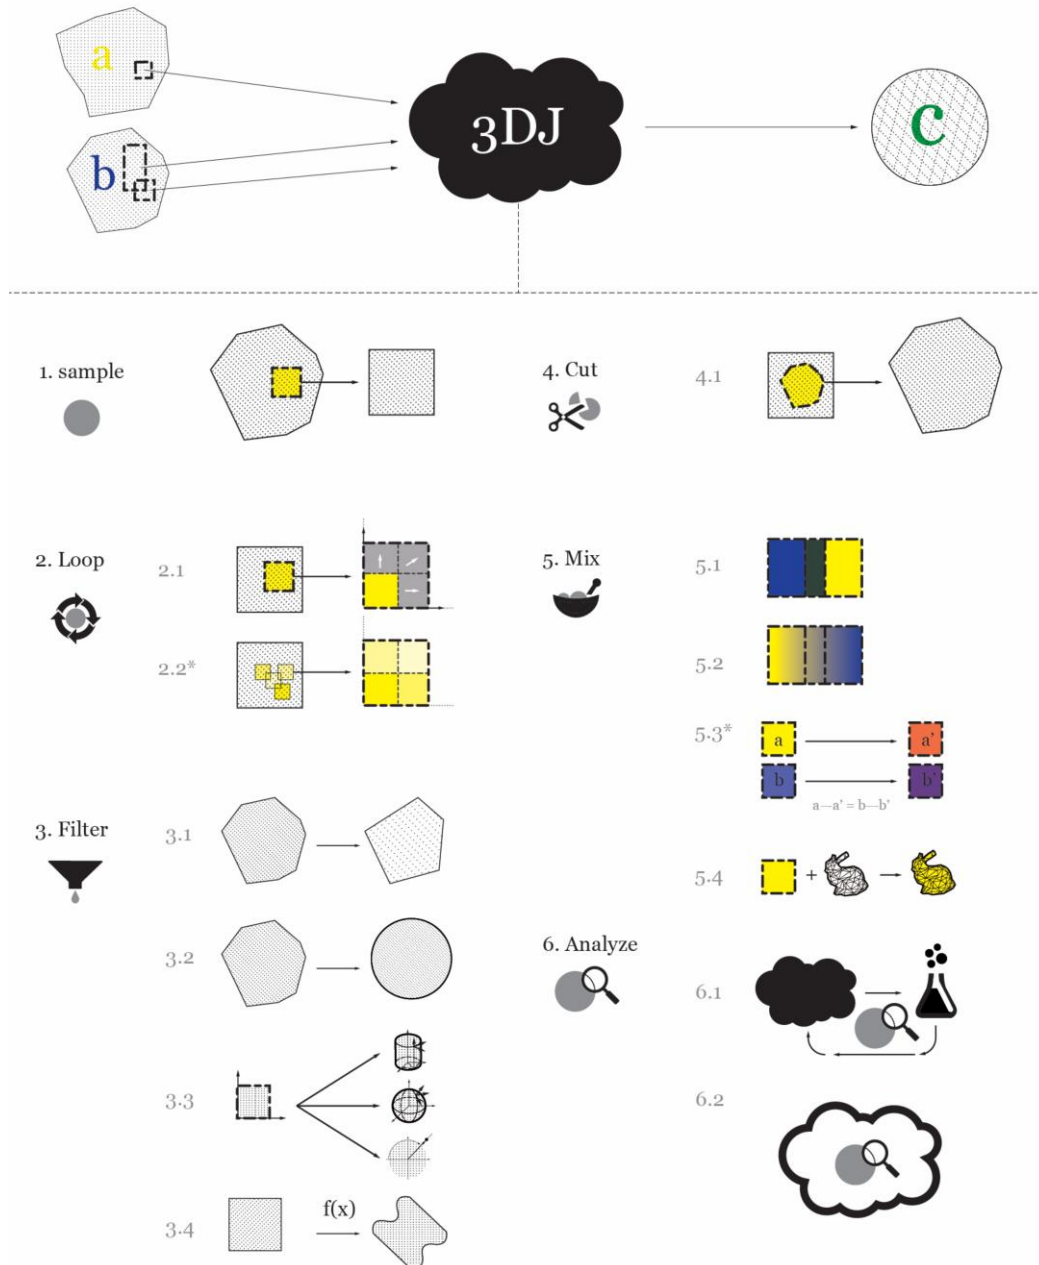 a
b
3DJ
c
1. sample
2. Loop
2.1
2.2*
3. Filter
3.1
3.2
3.3
3.4
f(x)
4. Cut
4.1
5. Mix
5.1
5.2
5.3*
a
a'
b
b'
a—a' = b—b'
5.4
+
6. Analyze
6.1
6.2